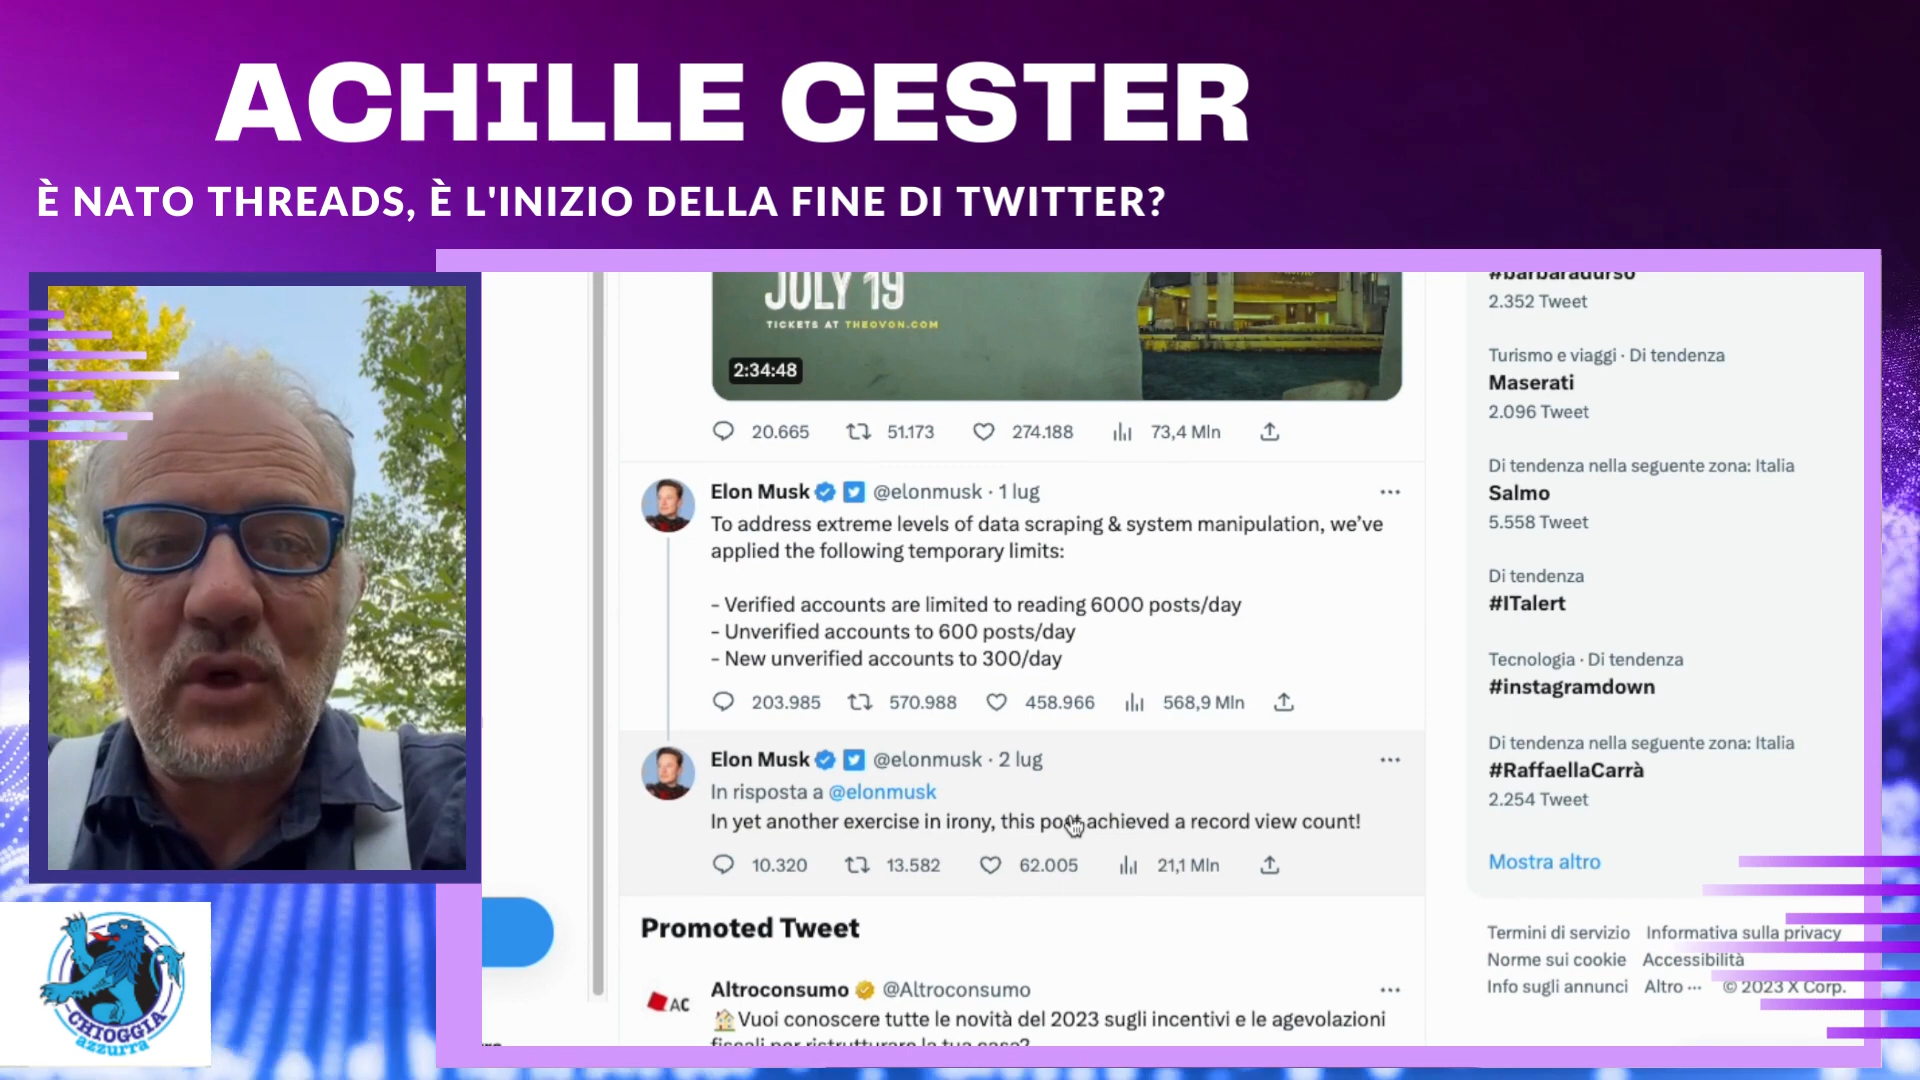 ACHILLE CESTER
È NATO THREADS, È L'INIZIO DELLA FINE DI TWITTER?
JULY 19
TICKETS AT THEOVON.COM
2:34:48
20.665 51.173 274.188 73,4 Mln
Elon Musk @elonmusk · 1 lug
To address extreme levels of data scraping & system manipulation, we've
applied the following temporary limits:
- Verified accounts are limited to reading 6000 posts/day
- Unverified accounts to 600 posts/day
- New unverified accounts to 300/day
203.985 570.988 458.966 568,9 Mln
Elon Musk @elonmusk · 2 lug
In risposta a @elonmusk
In yet another exercise in irony, this post achieved a record view count!
10.320 13.582 62.005 21,1 Mln
Promoted Tweet
AC
Altroconsumo @Altroconsumo
Vuoi conoscere tutte le novità del 2023 sugli incentivi e le agevolazioni
fiscali per ristrutturare la tua casa?
#barbaradurso
2.352 Tweet
Turismo e viaggi · Di tendenza
Maserati
2.096 Tweet
Di tendenza nella seguente zona: Italia
Salmo
5.558 Tweet
Di tendenza
#ITalert
Tecnologia · Di tendenza
#instagramdown
Di tendenza nella seguente zona: Italia
#RaffaellaCarrà
2.254 Tweet
Mostra altro
Termini di servizio Informativa sulla privacy
Norme sui cookie Accessibilità
Info sugli annunci Altro ··· © 2023 X Corp.
CHIOGGIA
azzurra